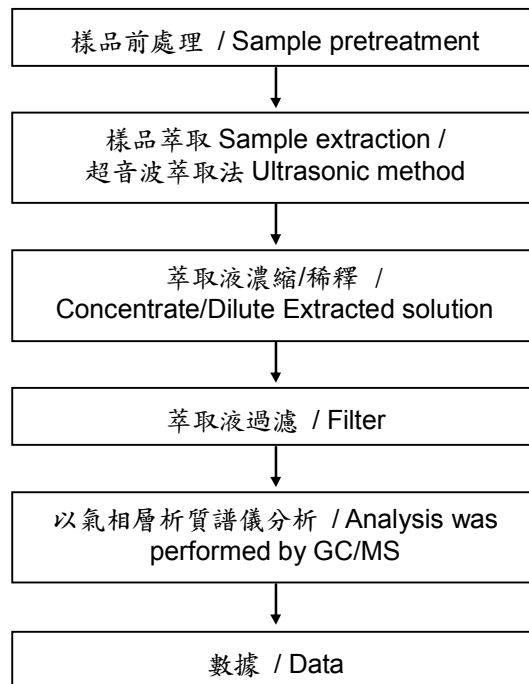 樣品前處理 / Sample pretreatment
樣品萃取 Sample extraction /
超音波萃取法 Ultrasonic method
萃取液濃縮/稀釋 /
Concentrate/Dilute Extracted solution
萃取液過濾 / Filter
以氣相層析質譜儀分析 / Analysis was
performed by GC/MS
數據 / Data